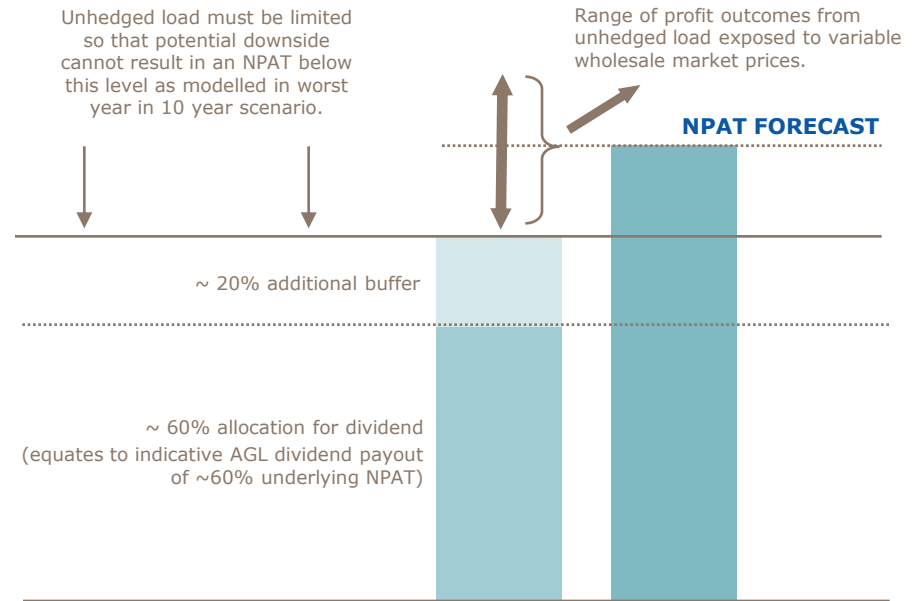 Unhedged load must be limited
so that potential downside
cannot result in an NPAT below
this level as modelled in worst
year in 10 year scenario.
Range of profit outcomes from
unhedged load exposed to variable
wholesale market prices.
NPAT FORECAST
~ 20% additional buffer
~ 60% allocation for dividend
(equates to indicative AGL dividend payout
of ~60% underlying NPAT)